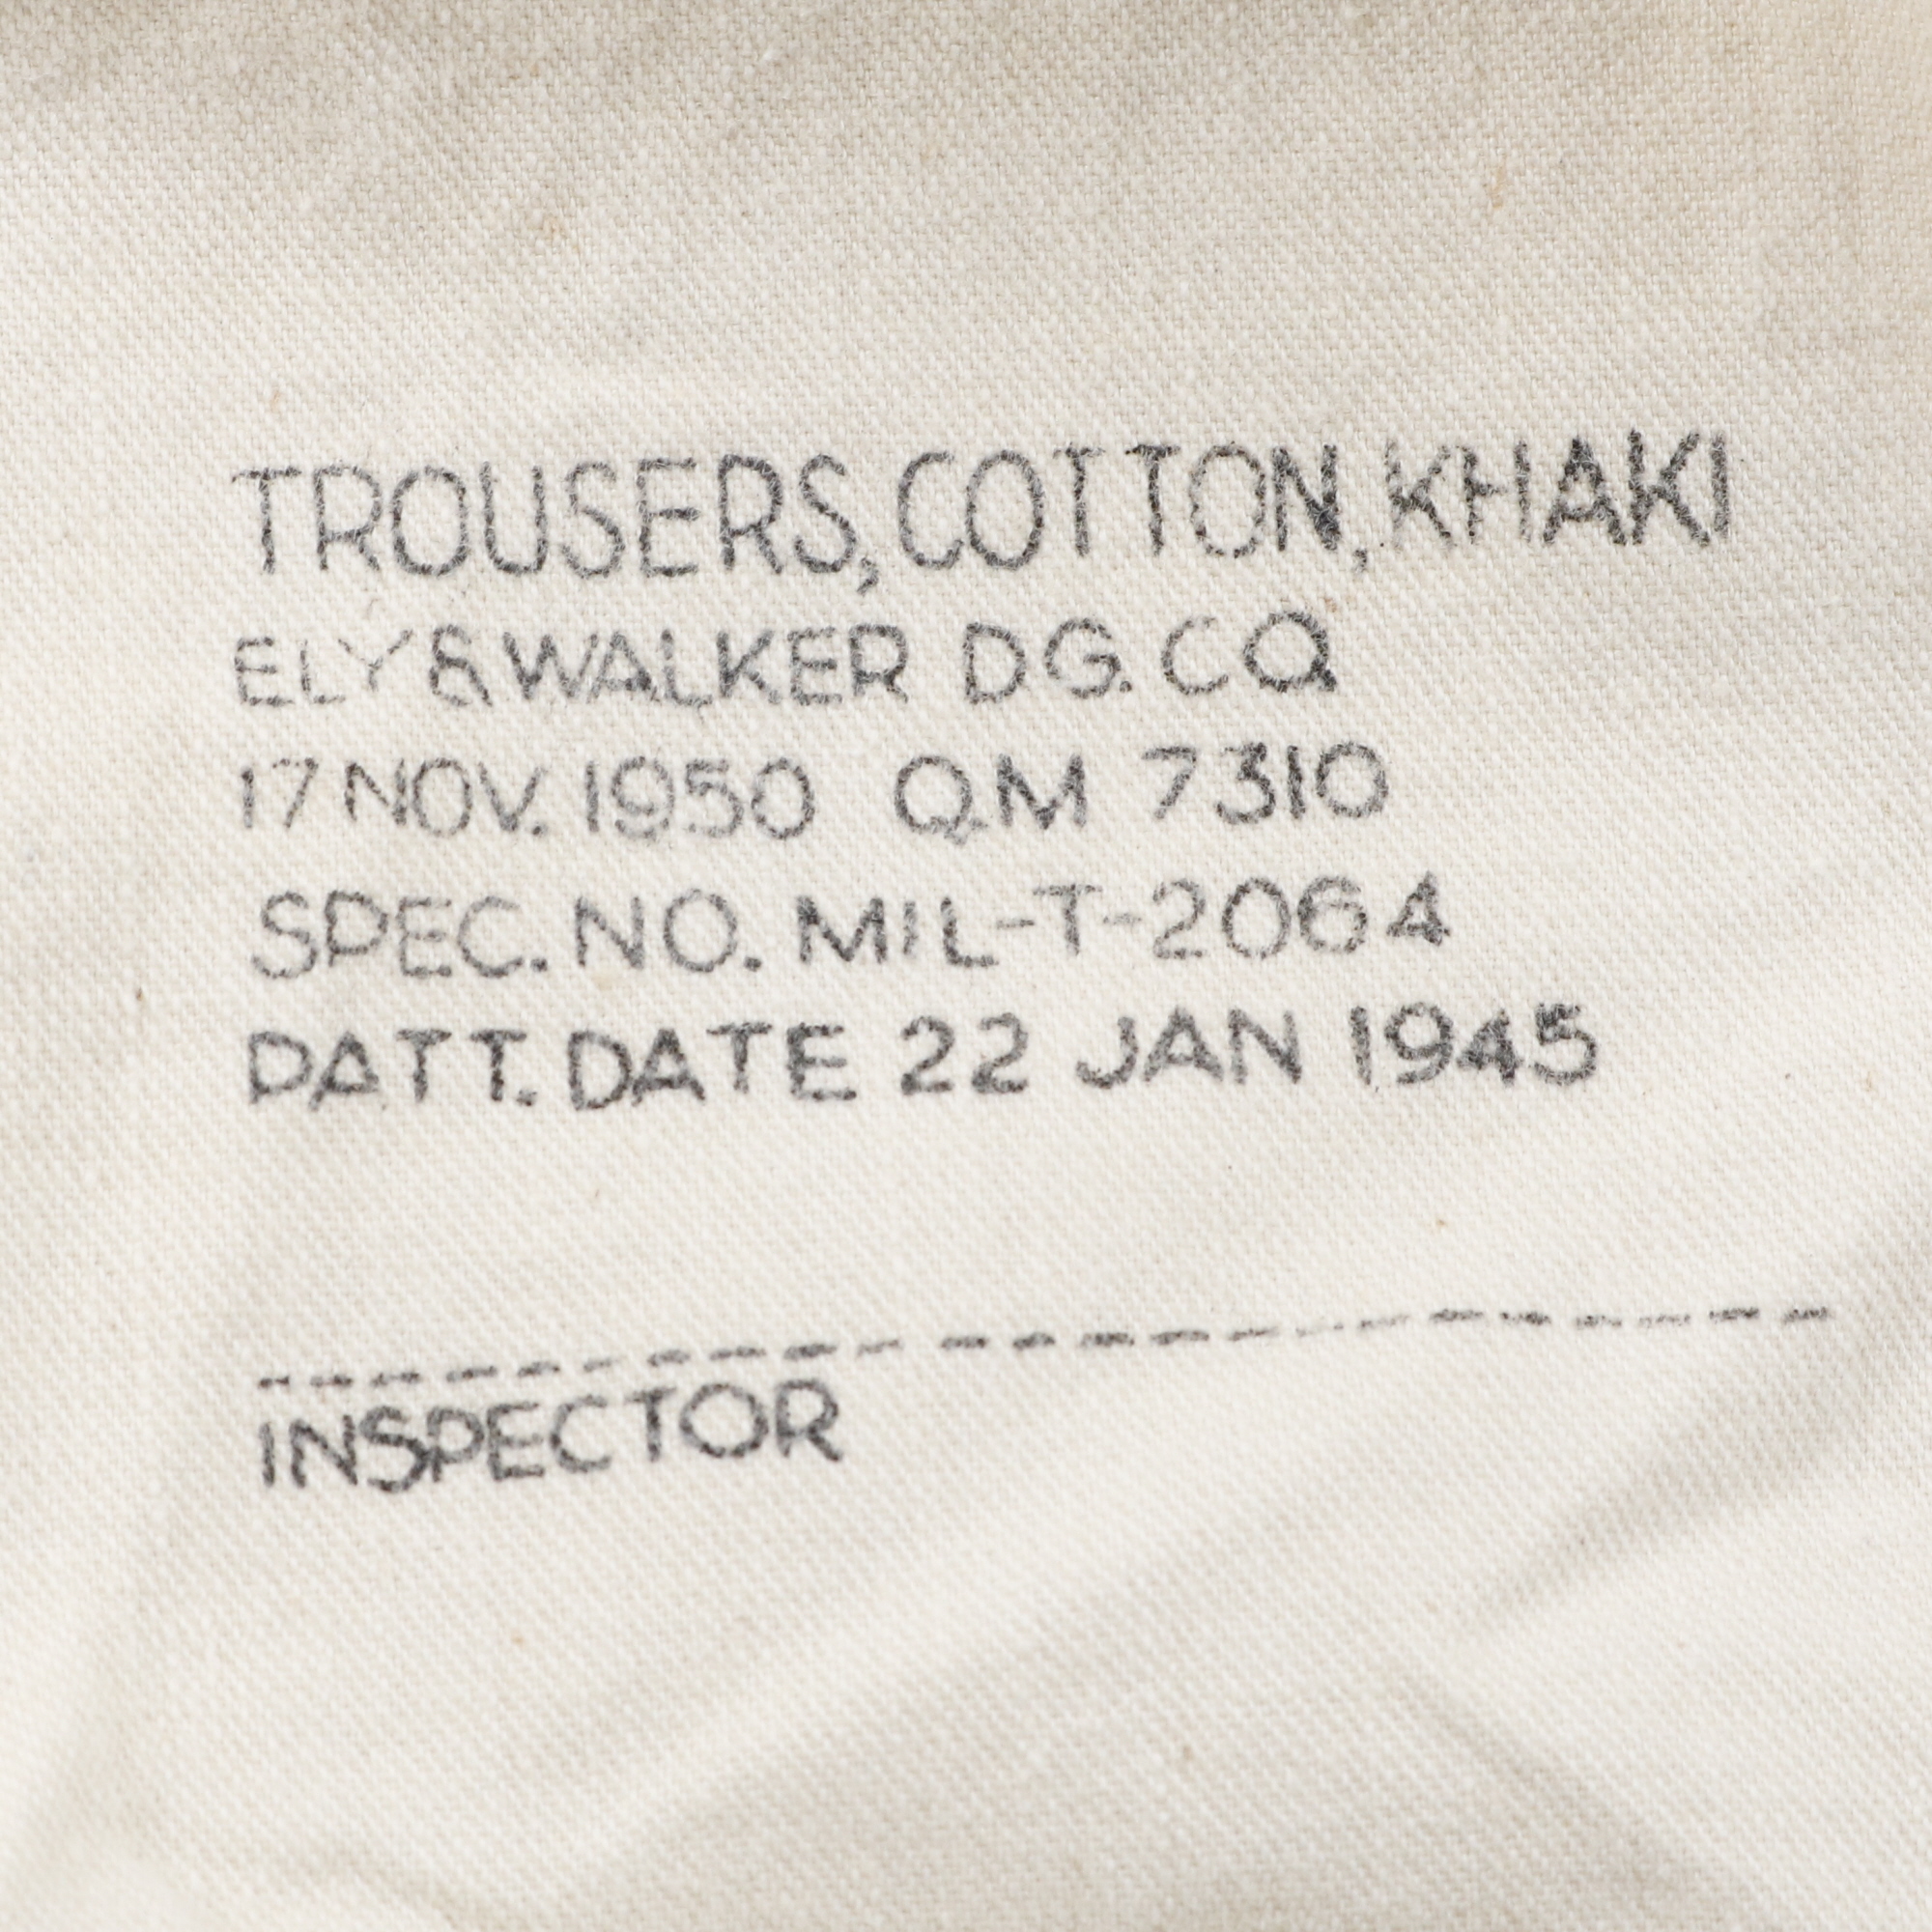 TROUSERS, COTTON, KHAKI
ELY & WALKER D.G. CO.
17 NOV. 1950 QM 7310
SPEC. NO. MIL-T-2064
PATT. DATE 22 JAN 1945
INSPECTOR